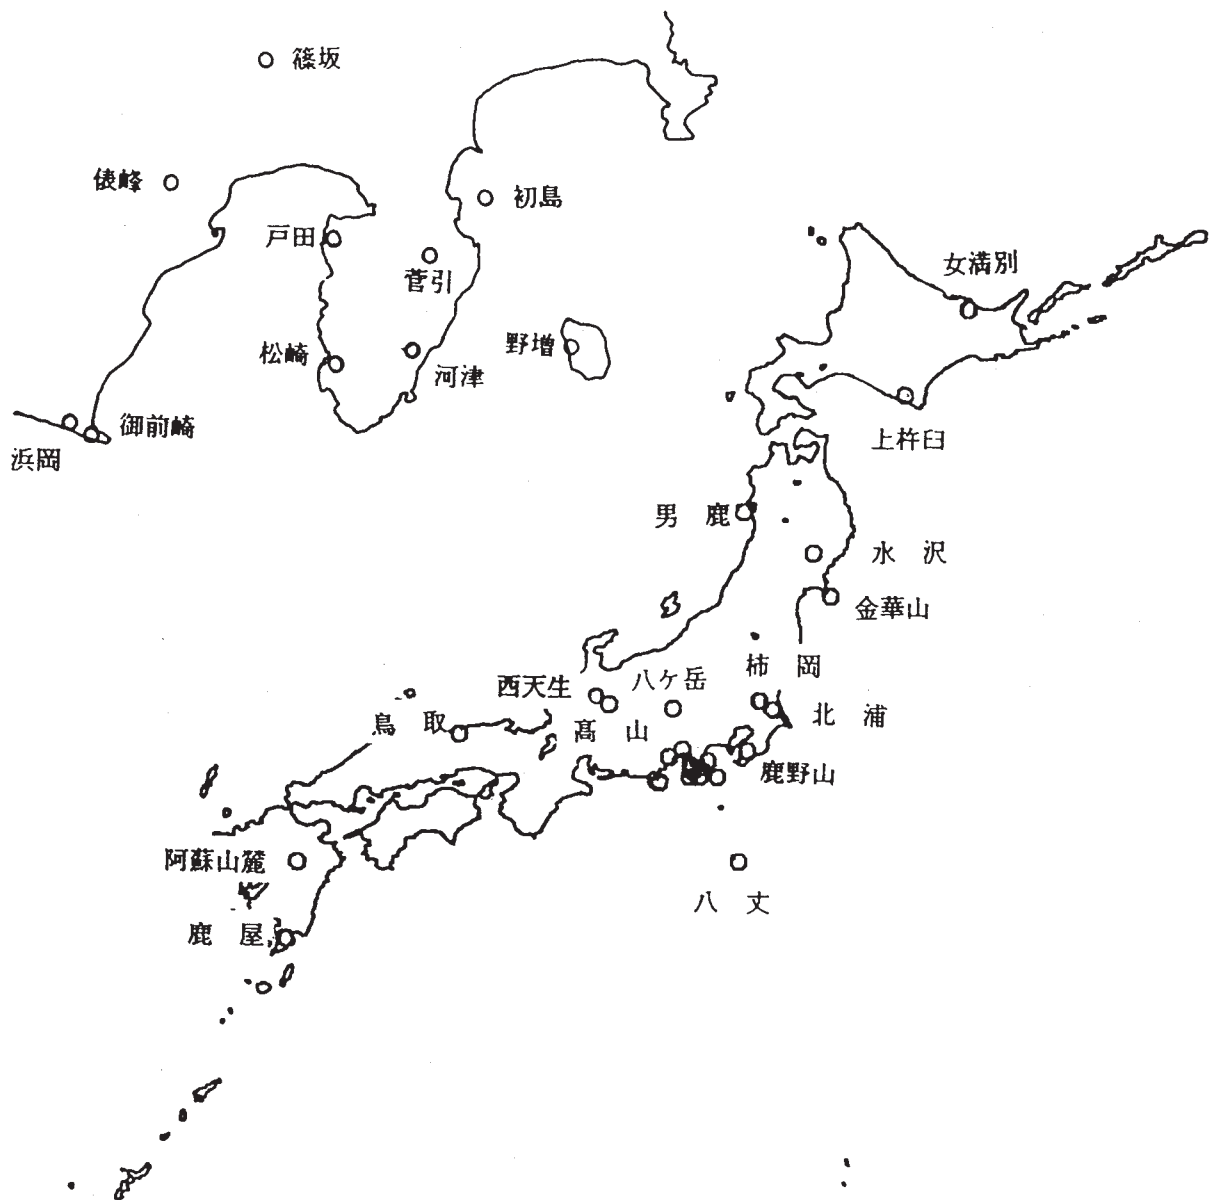 篠坂
俵峰
初島
戸田
菅引
女満別
松崎
野増
河津
御前崎
上杵臼
浜岡
男 鹿
水 沢
金華山
柿 岡
西天生
八ケ岳
北 浦
鳥 取
高 山
鹿野山
阿蘇山麓
八 丈
鹿 屋